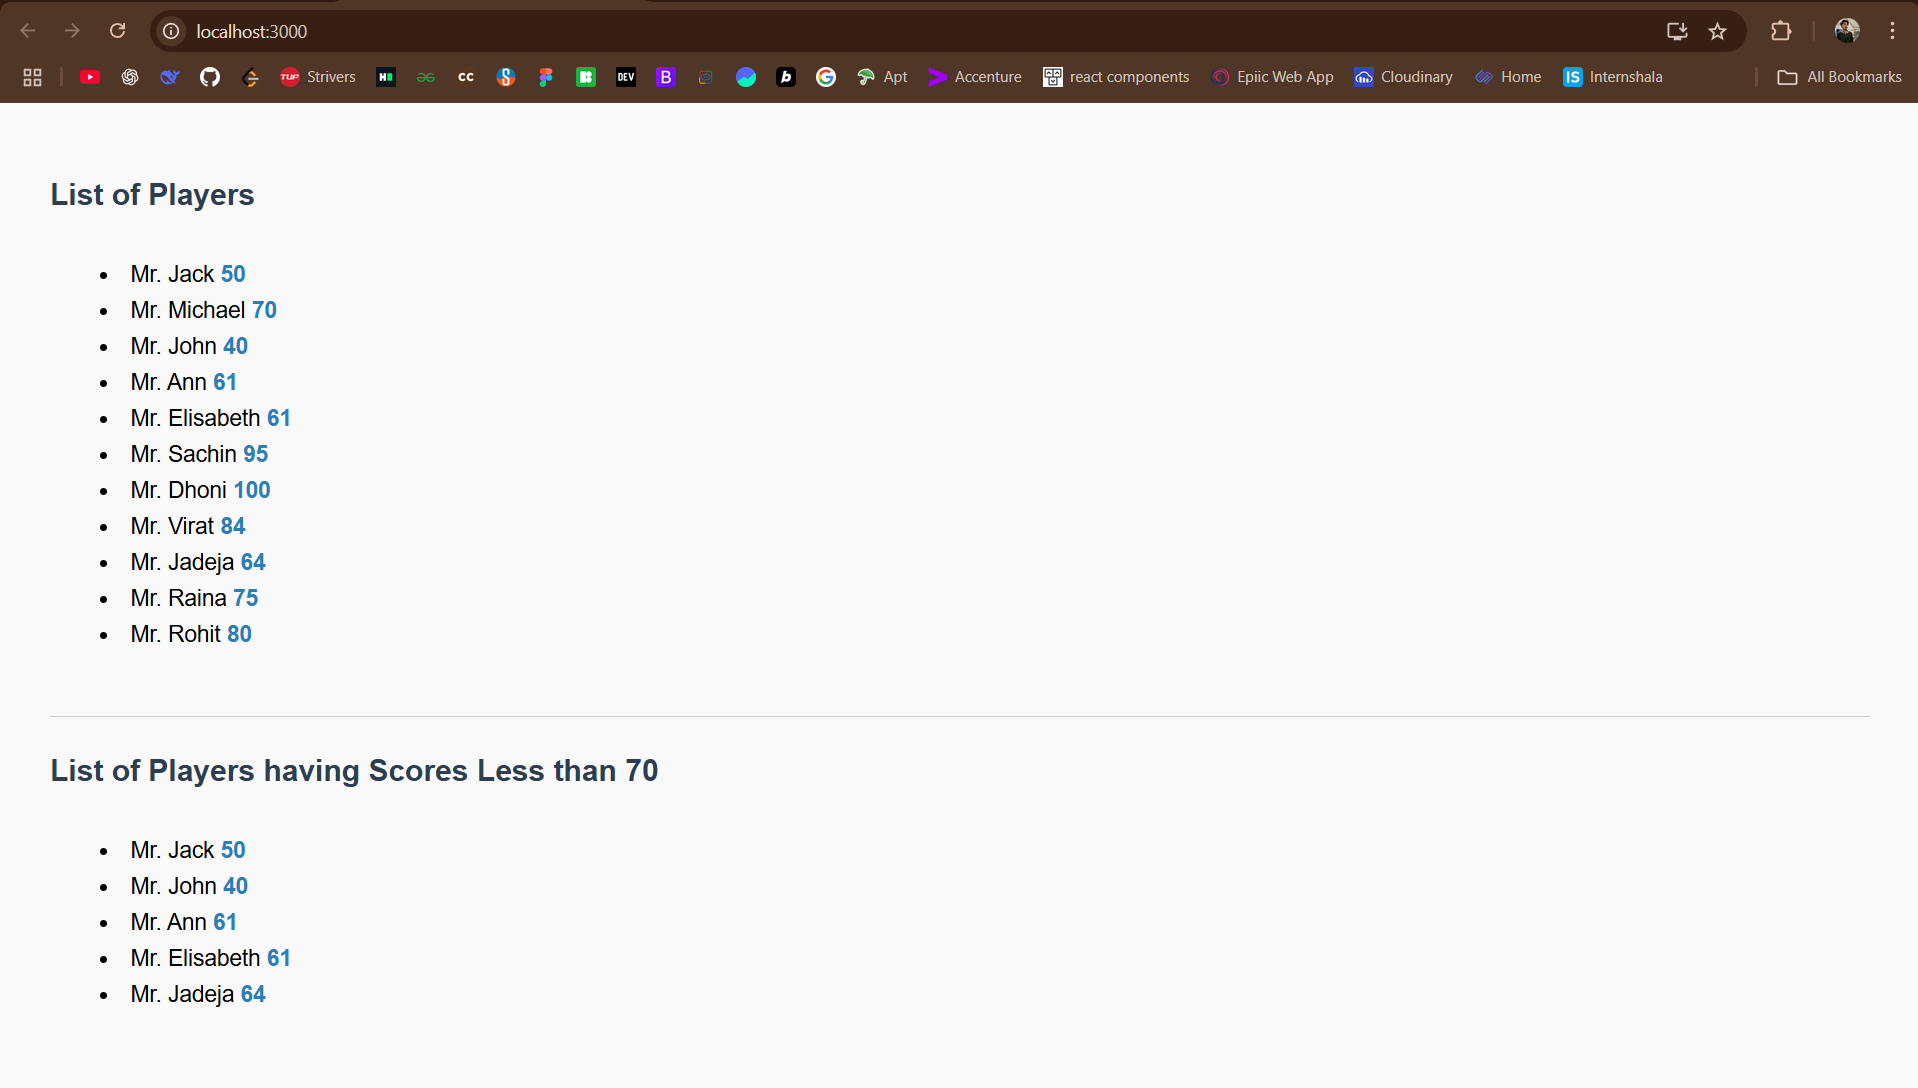 localhost:3000
TUF Strivers H DEV B b G Apt Accenture react components Epiic Web App Cloudinary Home IS Internshala All Bookmarks
List of Players
Mr. Jack 50
Mr. Michael 70
Mr. John 40
Mr. Ann 61
Mr. Elisabeth 61
Mr. Sachin 95
Mr. Dhoni 100
Mr. Virat 84
Mr. Jadeja 64
Mr. Raina 75
Mr. Rohit 80
List of Players having Scores Less than 70
Mr. Jack 50
Mr. John 40
Mr. Ann 61
Mr. Elisabeth 61
Mr. Jadeja 64